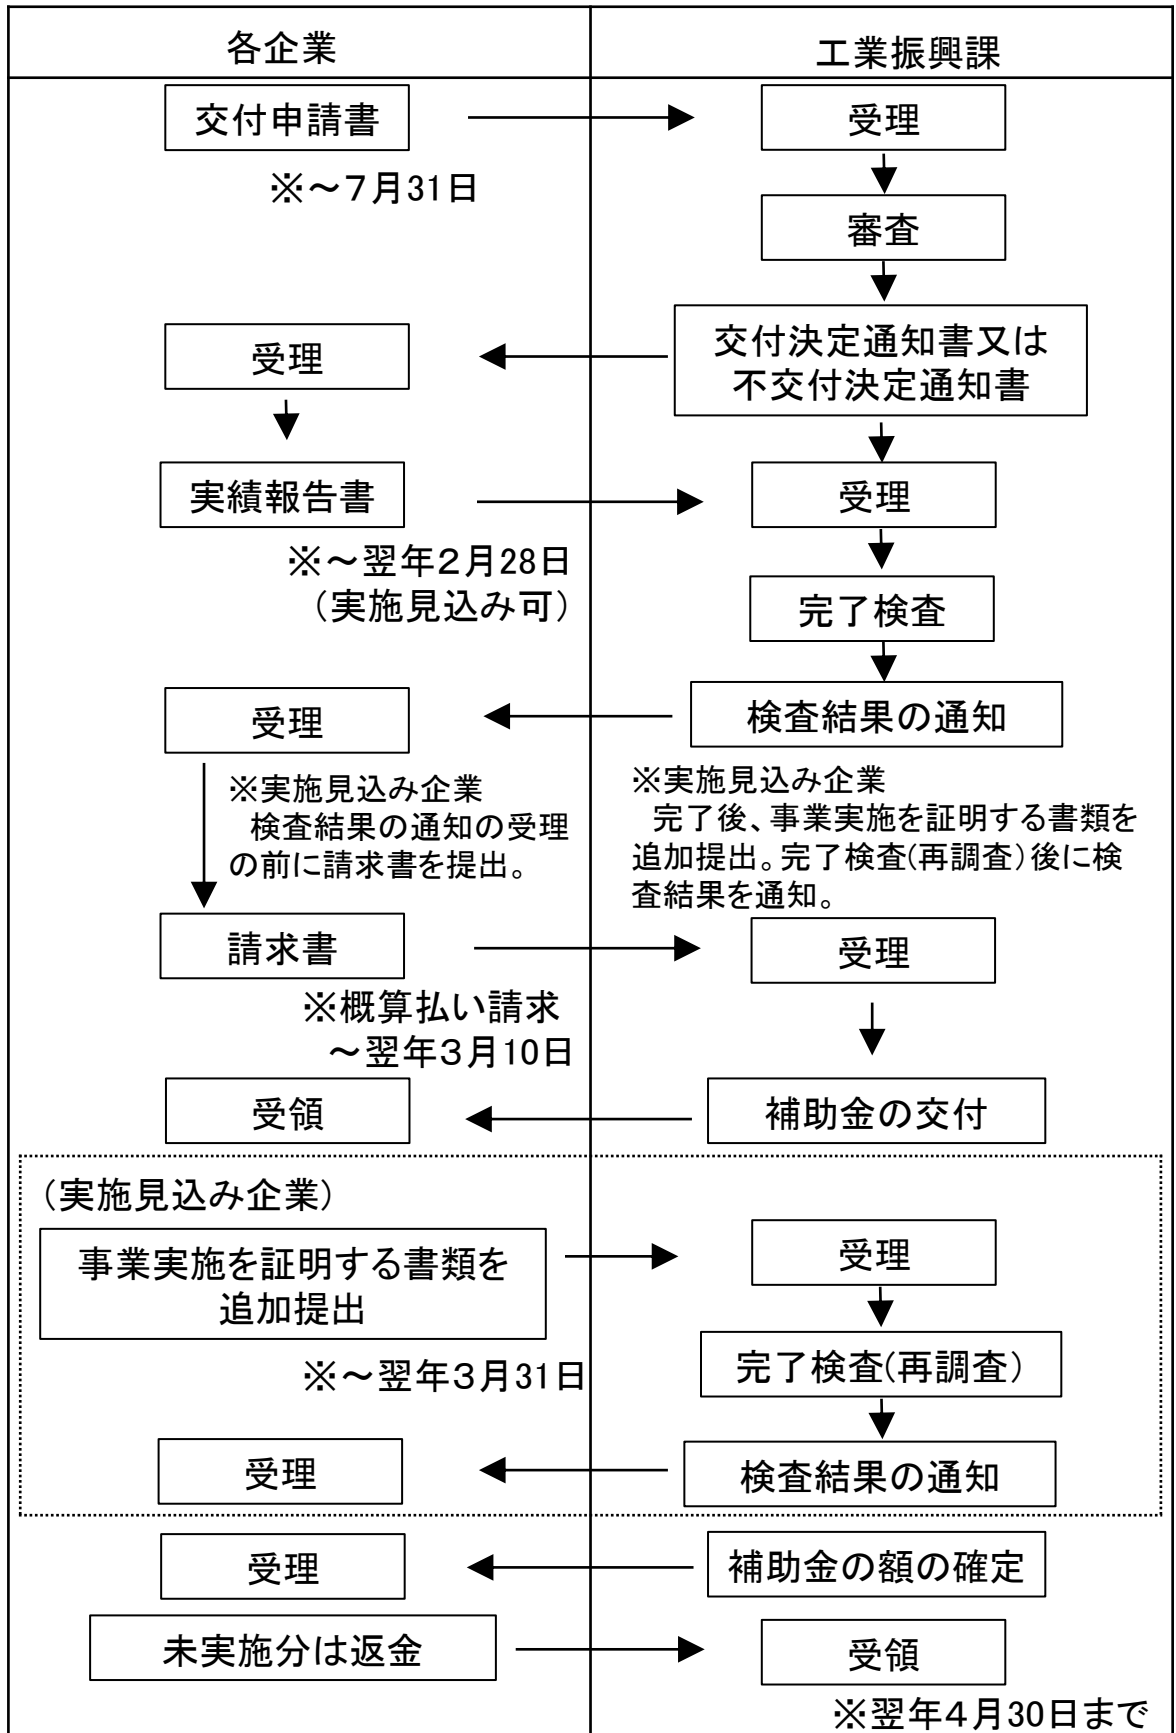 各企業
工業振興課
交付申請書
受理
※～７月31日
審査
交付決定通知書又は
不交付決定通知書
受理
実績報告書
受理
※～翌年２月28日
（実施見込み可）
完了検査
検査結果の通知
受理
※実施見込み企業
検査結果の通知の受理
の前に請求書を提出。
※実施見込み企業
完了後、事業実施を証明する書類を
追加提出。完了検査(再調査）後に検
査結果を通知。
請求書
受理
※概算払い請求
～翌年３月10日
補助金の交付
受領
（実施見込み企業）
事業実施を証明する書類を
追加提出
受理
※～翌年３月31日
完了検査(再調査）
検査結果の通知
受理
補助金の額の確定
受理
未実施分は返金
受領
※翌年４月30日まで